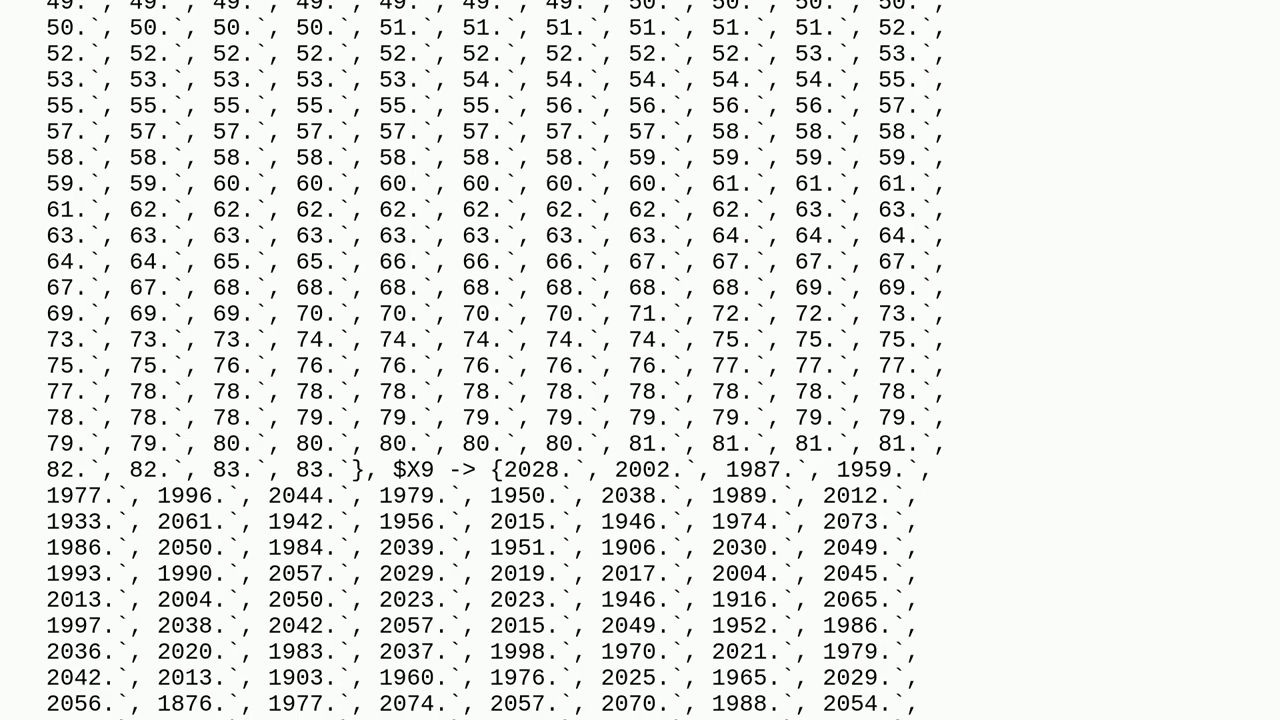 49.`, 49.`, 49.`, 49.`, 49.`, 49.`, 49.`, 50.`, 50.`, 50.`, 50.`,
50.`, 50.`, 50.`, 50.`, 51.`, 51.`, 51.`, 51.`, 51.`, 51.`, 52.`,
52.`, 52.`, 52.`, 52.`, 52.`, 52.`, 52.`, 52.`, 52.`, 53.`, 53.`,
53.`, 53.`, 53.`, 53.`, 53.`, 54.`, 54.`, 54.`, 54.`, 54.`, 55.`,
55.`, 55.`, 55.`, 55.`, 55.`, 55.`, 56.`, 56.`, 56.`, 56.`, 57.`,
57.`, 57.`, 57.`, 57.`, 57.`, 57.`, 57.`, 57.`, 58.`, 58.`, 58.`,
58.`, 58.`, 58.`, 58.`, 58.`, 58.`, 58.`, 59.`, 59.`, 59.`, 59.`,
59.`, 59.`, 60.`, 60.`, 60.`, 60.`, 60.`, 60.`, 61.`, 61.`, 61.`,
61.`, 62.`, 62.`, 62.`, 62.`, 62.`, 62.`, 62.`, 62.`, 63.`, 63.`,
63.`, 63.`, 63.`, 63.`, 63.`, 63.`, 63.`, 63.`, 64.`, 64.`, 64.`,
64.`, 64.`, 65.`, 65.`, 66.`, 66.`, 66.`, 67.`, 67.`, 67.`, 67.`,
67.`, 67.`, 68.`, 68.`, 68.`, 68.`, 68.`, 68.`, 68.`, 69.`, 69.`,
69.`, 69.`, 69.`, 70.`, 70.`, 70.`, 70.`, 71.`, 72.`, 72.`, 73.`,
73.`, 73.`, 73.`, 74.`, 74.`, 74.`, 74.`, 74.`, 75.`, 75.`, 75.`,
75.`, 75.`, 76.`, 76.`, 76.`, 76.`, 76.`, 76.`, 77.`, 77.`, 77.`,
77.`, 78.`, 78.`, 78.`, 78.`, 78.`, 78.`, 78.`, 78.`, 78.`, 78.`,
78.`, 78.`, 78.`, 79.`, 79.`, 79.`, 79.`, 79.`, 79.`, 79.`, 79.`,
79.`, 79.`, 80.`, 80.`, 80.`, 80.`, 80.`, 81.`, 81.`, 81.`, 81.`,
82.`, 82.`, 83.`, 83.`}, $X9 -> {2028.`, 2002.`, 1987.`, 1959.`,
1977.`, 1996.`, 2044.`, 1979.`, 1950.`, 2038.`, 1989.`, 2012.`,
1933.`, 2061.`, 1942.`, 1956.`, 2015.`, 1946.`, 1974.`, 2073.`,
1986.`, 2050.`, 1984.`, 2039.`, 1951.`, 1906.`, 2030.`, 2049.`,
1993.`, 1990.`, 2057.`, 2029.`, 2019.`, 2017.`, 2004.`, 2045.`,
2013.`, 2004.`, 2050.`, 2023.`, 2023.`, 1946.`, 1916.`, 2065.`,
1997.`, 2038.`, 2042.`, 2057.`, 2015.`, 2049.`, 1952.`, 1986.`,
2036.`, 2020.`, 1983.`, 2037.`, 1998.`, 1970.`, 2021.`, 1979.`,
2042.`, 2013.`, 1903.`, 1960.`, 1976.`, 2025.`, 1965.`, 2029.`,
2056.`, 1876.`, 1977.`, 2074.`, 2057.`, 2070.`, 1988.`, 2054.`,